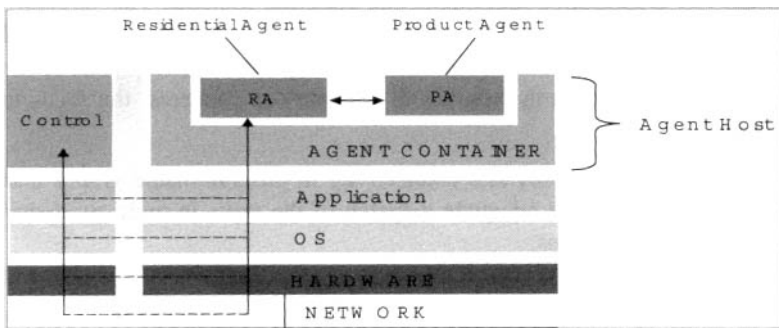 Residential Agent
Product Agent
RA
PA
Control
Agent Host
AGENT CONTAINER
Application
OS
HARDWARE
NETWORK